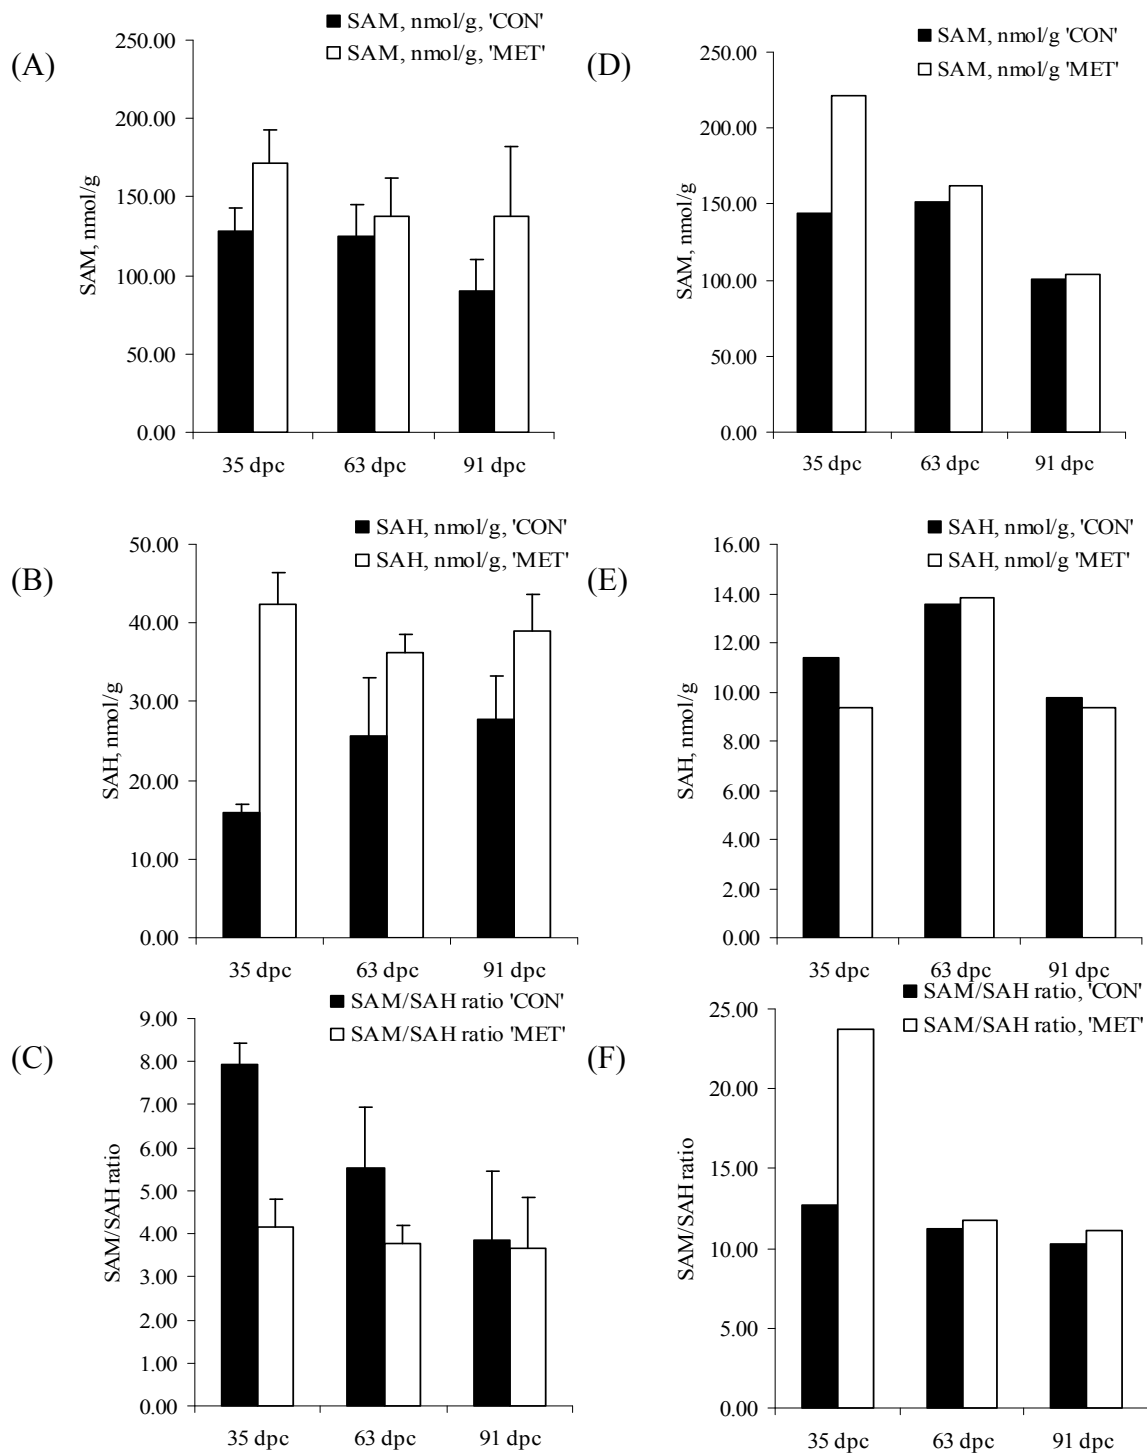 (A)
SAM, nmol/g, 'CON'
SAM, nmol/g, 'MET'
250.00
200.00
150.00
100.00
50.00
0.00
SAM, nmol/g
35 dpc 63 dpc 91 dpc
(D)
SAM, nmol/g 'CON'
SAM, nmol/g 'MET'
250.00
200.00
150.00
100.00
50.00
0.00
SAM, nmol/g
35 dpc 63 dpc 91 dpc
(B)
SAH, nmol/g, 'CON'
SAH, nmol/g, 'MET'
50.00
40.00
30.00
20.00
10.00
0.00
SAH, nmol/g
35 dpc 63 dpc 91 dpc
(E)
SAH, nmol/g, 'CON'
SAH, nmol/g 'MET'
16.00
14.00
12.00
10.00
8.00
6.00
4.00
2.00
0.00
SAH, nmol/g
35 dpc 63 dpc 91 dpc
(C)
SAM/SAH ratio 'CON'
SAM/SAH ratio 'MET'
9.00
8.00
7.00
6.00
5.00
4.00
3.00
2.00
1.00
0.00
SAM/SAH ratio
35 dpc 63 dpc 91 dpc
(F)
SAM/SAH ratio, 'CON'
SAM/SAH ratio, 'MET'
25.00
20.00
15.00
10.00
5.00
0.00
SAM/SAH ratio
35 dpc 63 dpc 91 dpc